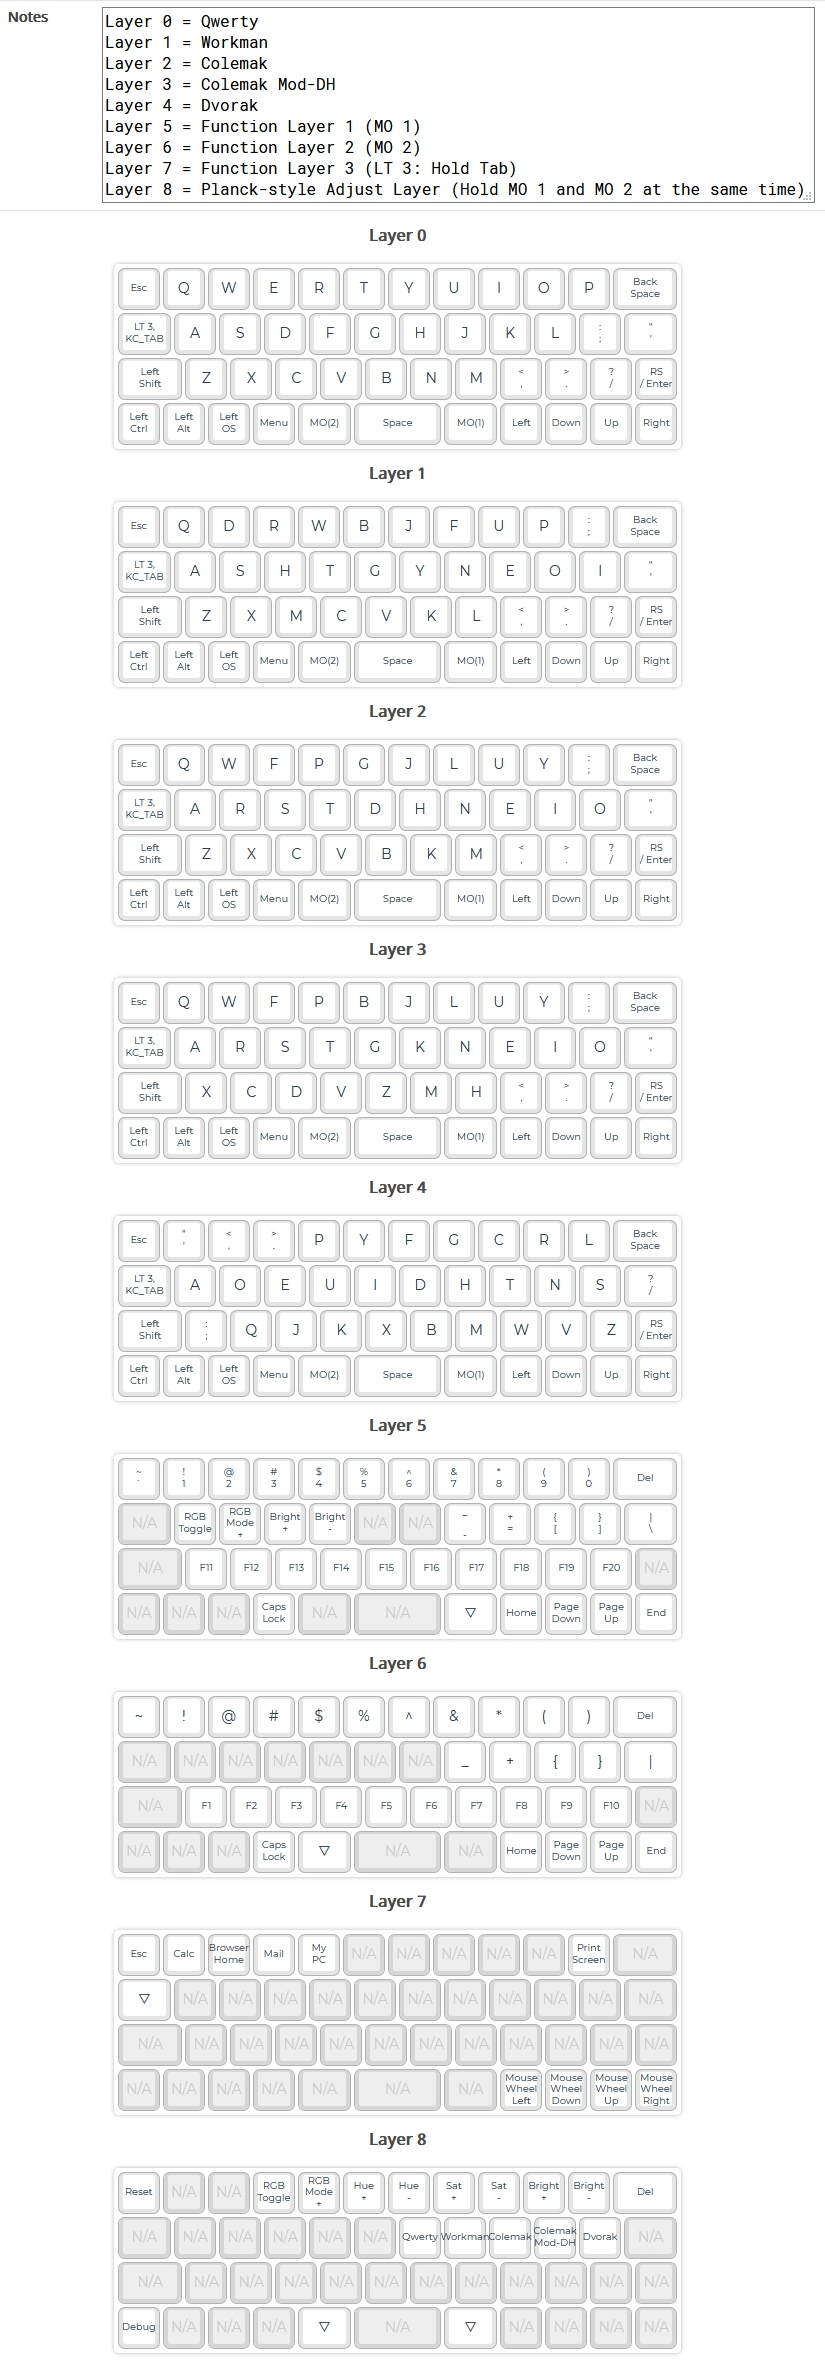 Notes
Layer 0 = Qwerty
Layer 1 = Workman
Layer 2 = Colemak
Layer 3 = Colemak Mod-DH
Layer 4 = Dvorak
Layer 5 = Function Layer 1 (MO 1)
Layer 6 = Function Layer 2 (MO 2)
Layer 7 = Function Layer 3 (LT 3: Hold Tab)
Layer 8 = Planck-style Adjust Layer (Hold MO 1 and MO 2 at the same time)
Layer 0
Esc Q W E R T Y U I O P Back Space
LT 3, KC_TAB A S D F G H J K L : ; " '
Left Shift Z X C V B N M < , > . ? / RS / Enter
Left Ctrl Left Alt Left OS Menu MO(2) Space MO(1) Left Down Up Right
Layer 1
Esc Q D R W B J F U P : ; Back Space
LT 3, KC_TAB A S H T G Y N E O I " '
Left Shift Z X M C V K L < , > . ? / RS / Enter
Left Ctrl Left Alt Left OS Menu MO(2) Space MO(1) Left Down Up Right
Layer 2
Esc Q W F P G J L U Y : ; Back Space
LT 3, KC_TAB A R S T D H N E I O " '
Left Shift Z X C V B K M < , > . ? / RS / Enter
Left Ctrl Left Alt Left OS Menu MO(2) Space MO(1) Left Down Up Right
Layer 3
Esc Q W F P B J L U Y : ; Back Space
LT 3, KC_TAB A R S T G K N E I O " '
Left Shift X C D V Z M H < , > . ? / RS / Enter
Left Ctrl Left Alt Left OS Menu MO(2) Space MO(1) Left Down Up Right
Layer 4
Esc " ' < , > . P Y F G C R L Back Space
LT 3, KC_TAB A O E U I D H T N S ? /
Left Shift : ; Q J K X B M W V Z RS / Enter
Left Ctrl Left Alt Left OS Menu MO(2) Space MO(1) Left Down Up Right
Layer 5
~ ` ! 1 @ 2 # 3 $ 4 % 5 ^ 6 & 7 * 8 ( 9 ) 0 Del
N/A RGB Toggle RGB Mode + Bright + Bright - N/A N/A _ - + = { [ } ] | \
N/A F11 F12 F13 F14 F15 F16 F17 F18 F19 F20 N/A
N/A N/A N/A Caps Lock N/A N/A ▽ Home Page Down Page Up End
Layer 6
~ ! @ # $ % ^ & * ( ) Del
N/A N/A N/A N/A N/A N/A N/A _ + { } |
N/A F1 F2 F3 F4 F5 F6 F7 F8 F9 F10 N/A
N/A N/A N/A Caps Lock ▽ N/A N/A Home Page Down Page Up End
Layer 7
Esc Calc Browser Home Mail My PC N/A N/A N/A N/A N/A Print Screen N/A
▽ N/A N/A N/A N/A N/A N/A N/A N/A N/A N/A N/A
N/A N/A N/A N/A N/A N/A N/A N/A N/A N/A N/A N/A
N/A N/A N/A N/A N/A N/A N/A Mouse Wheel Left Mouse Wheel Down Mouse Wheel Up Mouse Wheel Right
Layer 8
Reset N/A N/A RGB Toggle RGB Mode + Hue + Hue - Sat + Sat - Bright + Bright - Del
N/A N/A N/A N/A N/A N/A Qwerty Workman Colemak Colemak Mod-DH Dvorak N/A
N/A N/A N/A N/A N/A N/A N/A N/A N/A N/A N/A N/A
Debug N/A N/A N/A ▽ N/A ▽ N/A N/A N/A N/A